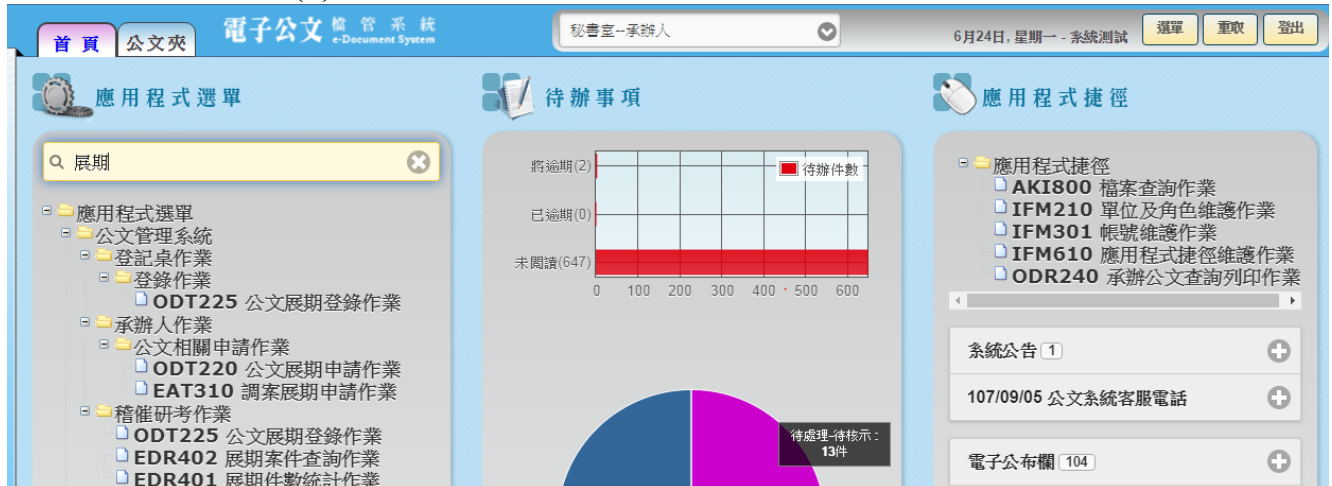 首 頁
公文夾
電子公文 檔 管 系 統
e-Document System
秘書室--承辦人
6月24日, 星期一 - 系統測試
選單
重取
登出
應用程式選單
展期
應用程式選單
公文管理系統
登記桌作業
登錄作業
ODT225 公文展期登錄作業
承辦人作業
公文相關申請作業
ODT220 公文展期申請作業
EAT310 調案展期申請作業
稽催研考作業
ODT225 公文展期登錄作業
EDR402 展期案件查詢作業
EDR401 展期件數統計作業
待辦事項
待辦件數
將逾期(2)
已逾期(0)
未閱讀(647)
0 100 200 300 400 500 600
待處理-待核示 :
13件
應用程式捷徑
應用程式捷徑
AKI800 檔案查詢作業
IFM210 單位及角色維護作業
IFM301 帳號維護作業
IFM610 應用程式捷徑維護作業
ODR240 承辦公文查詢列印作業
系統公告 1
107/09/05 公文系統客服電話
電子公布欄 104